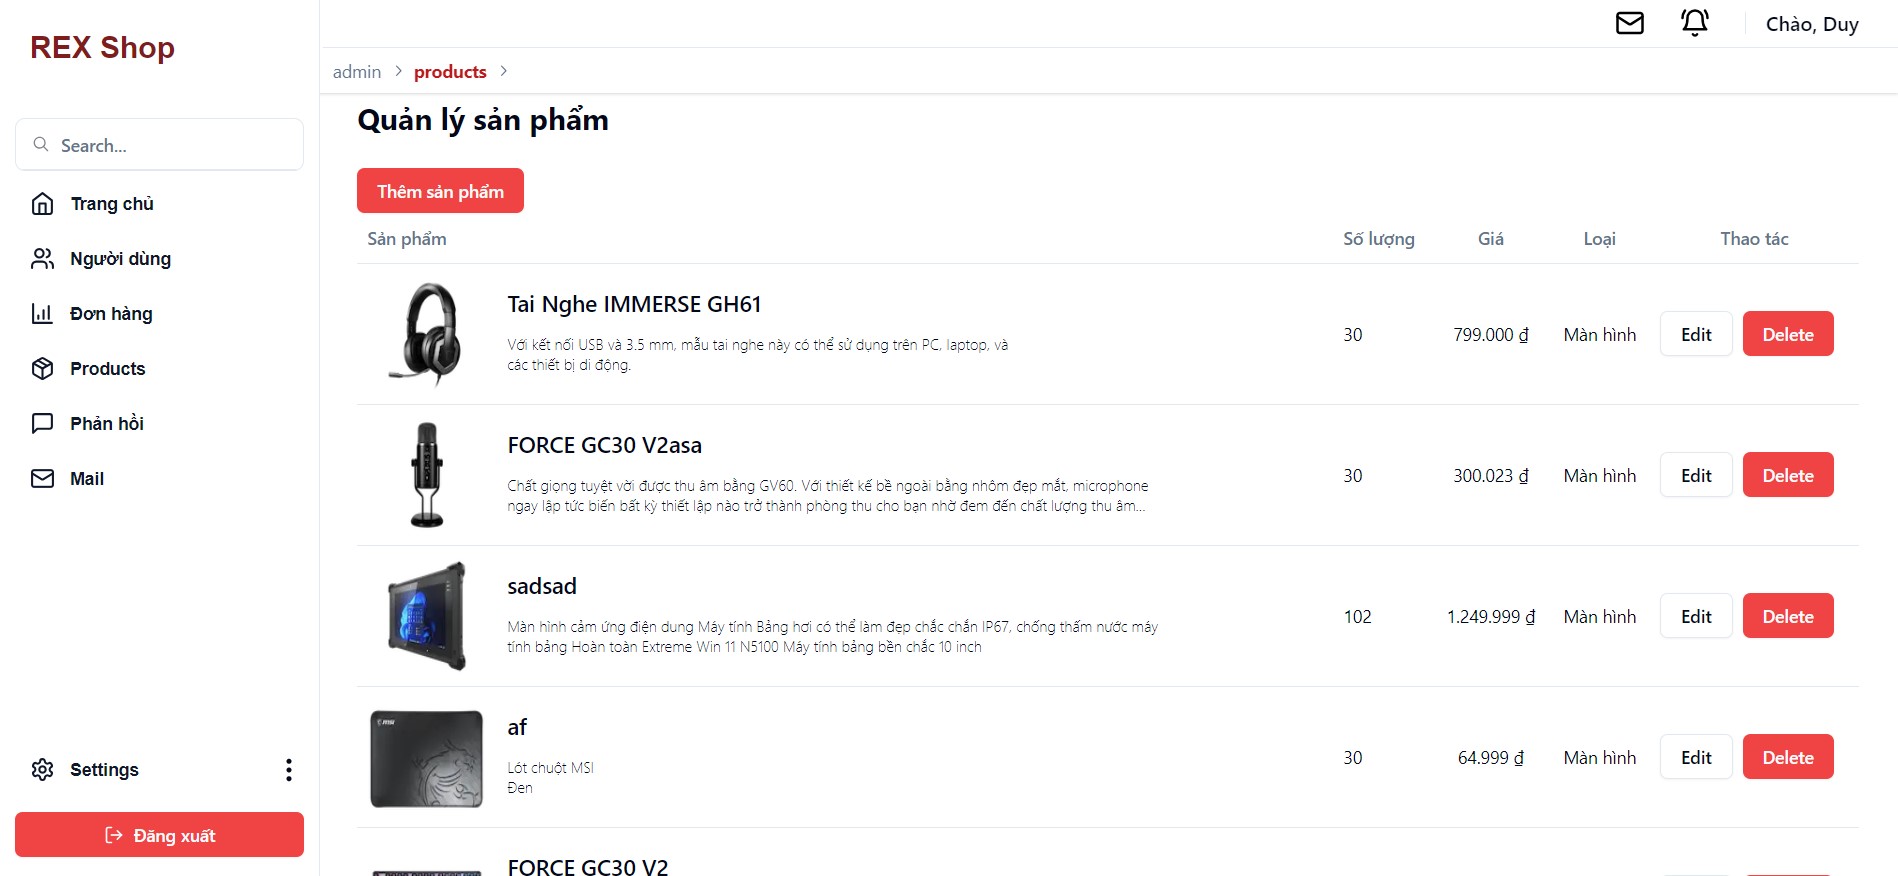 REX Shop
Search...
Trang chủ
Người dùng
Đơn hàng
Products
Phản hồi
Mail
Settings
Đăng xuất
Chào, Duy
admin > products >
Quản lý sản phẩm
Thêm sản phẩm
Sản phẩm Số lượng Giá Loại Thao tác
Tai Nghe IMMERSE GH61
Với kết nối USB và 3.5 mm, mẫu tai nghe này có thể sử dụng trên PC, laptop, và
các thiết bị di động.
30 799.000 ₫ Màn hình Edit Delete
FORCE GC30 V2asa
Chất giọng tuyệt vời được thu âm bằng GV60. Với thiết kế bề ngoài bằng nhôm đẹp mắt, microphone
ngay lập tức biến bất kỳ thiết lập nào trở thành phòng thu cho bạn nhờ đem đến chất lượng thu âm...
30 300.023 ₫ Màn hình Edit Delete
sadsad
Màn hình cảm ứng điện dung Máy tính Bảng hơi có thể làm đẹp chắc chắn IP67, chống thấm nước máy
tính bảng Hoàn toàn Extreme Win 11 N5100 Máy tính bảng bền chắc 10 inch
102 1.249.999 ₫ Màn hình Edit Delete
msi
af
Lót chuột MSI
Đen
30 64.999 ₫ Màn hình Edit Delete
FORCE GC30 V2